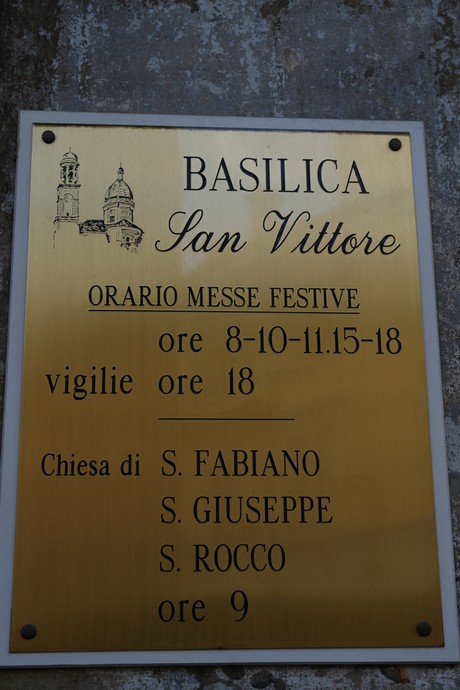 BASILICA
San Vittore
ORARIO MESSE FESTIVE
ore 8-10-11.15-18
vigilie ore 18
Chiesa di S. FABIANO
S. GIUSEPPE
S. ROCCO
ore 9